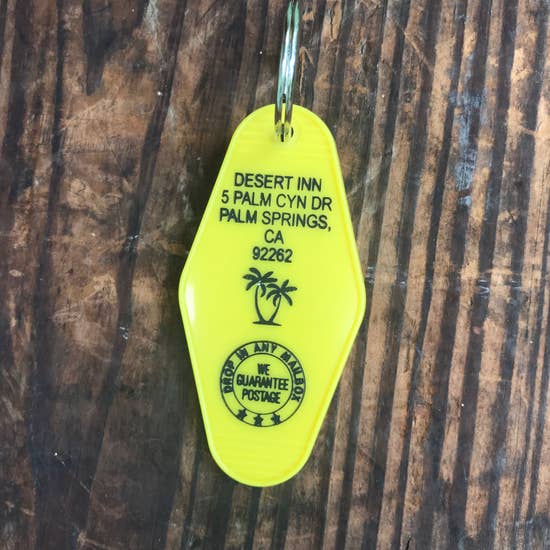 DESERT INN
5 PALM CYN DR
PALM SPRINGS,
CA
92262
DROP IN ANY MAILBOX
WE
GUARANTEE
POSTAGE